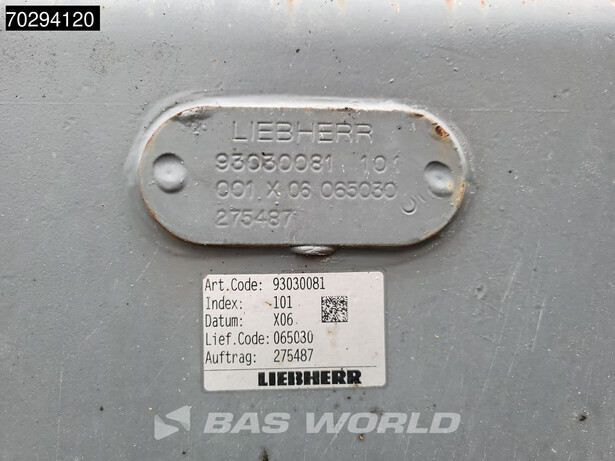 70294120
LIEBHERR
93030081 101
001 X 06 065030
275487
Art.Code: 93030081
Index: 101
Datum: X06
Lief.Code: 065030
Auftrag: 275487
LIEBHERR
BAS WORLD